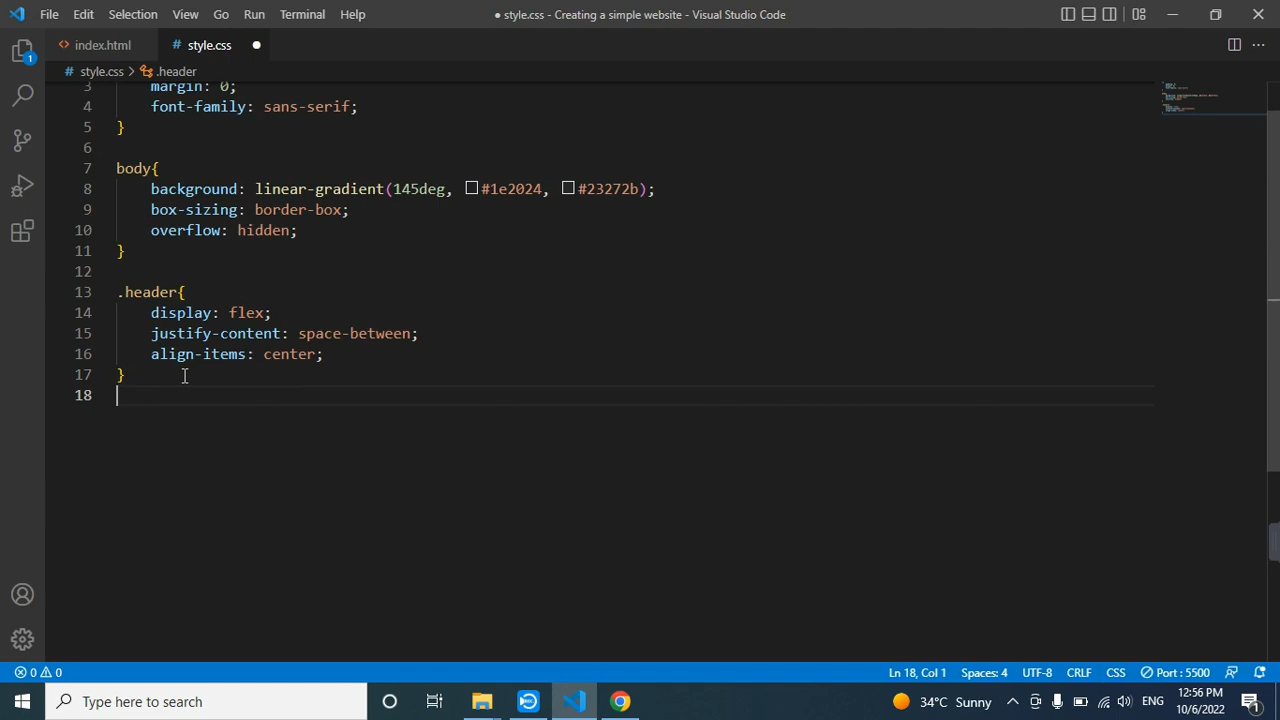 File Edit Selection View Go Run Terminal Help
● style.css - Creating a simple website - Visual Studio Code
index.html
# style.css ●
# style.css > .header
3 margin: 0;
4 font-family: sans-serif;
5 }
6
7 body{
8 background: linear-gradient(145deg, #1e2024, #23272b);
9 box-sizing: border-box;
10 overflow: hidden;
11 }
12
13 .header{
14 display: flex;
15 justify-content: space-between;
16 align-items: center;
17 }
18
1
0 0
Ln 18, Col 1 Spaces: 4 UTF-8 CRLF CSS Port : 5500
Type here to search
34°C Sunny
ENG
12:56 PM
10/6/2022
1